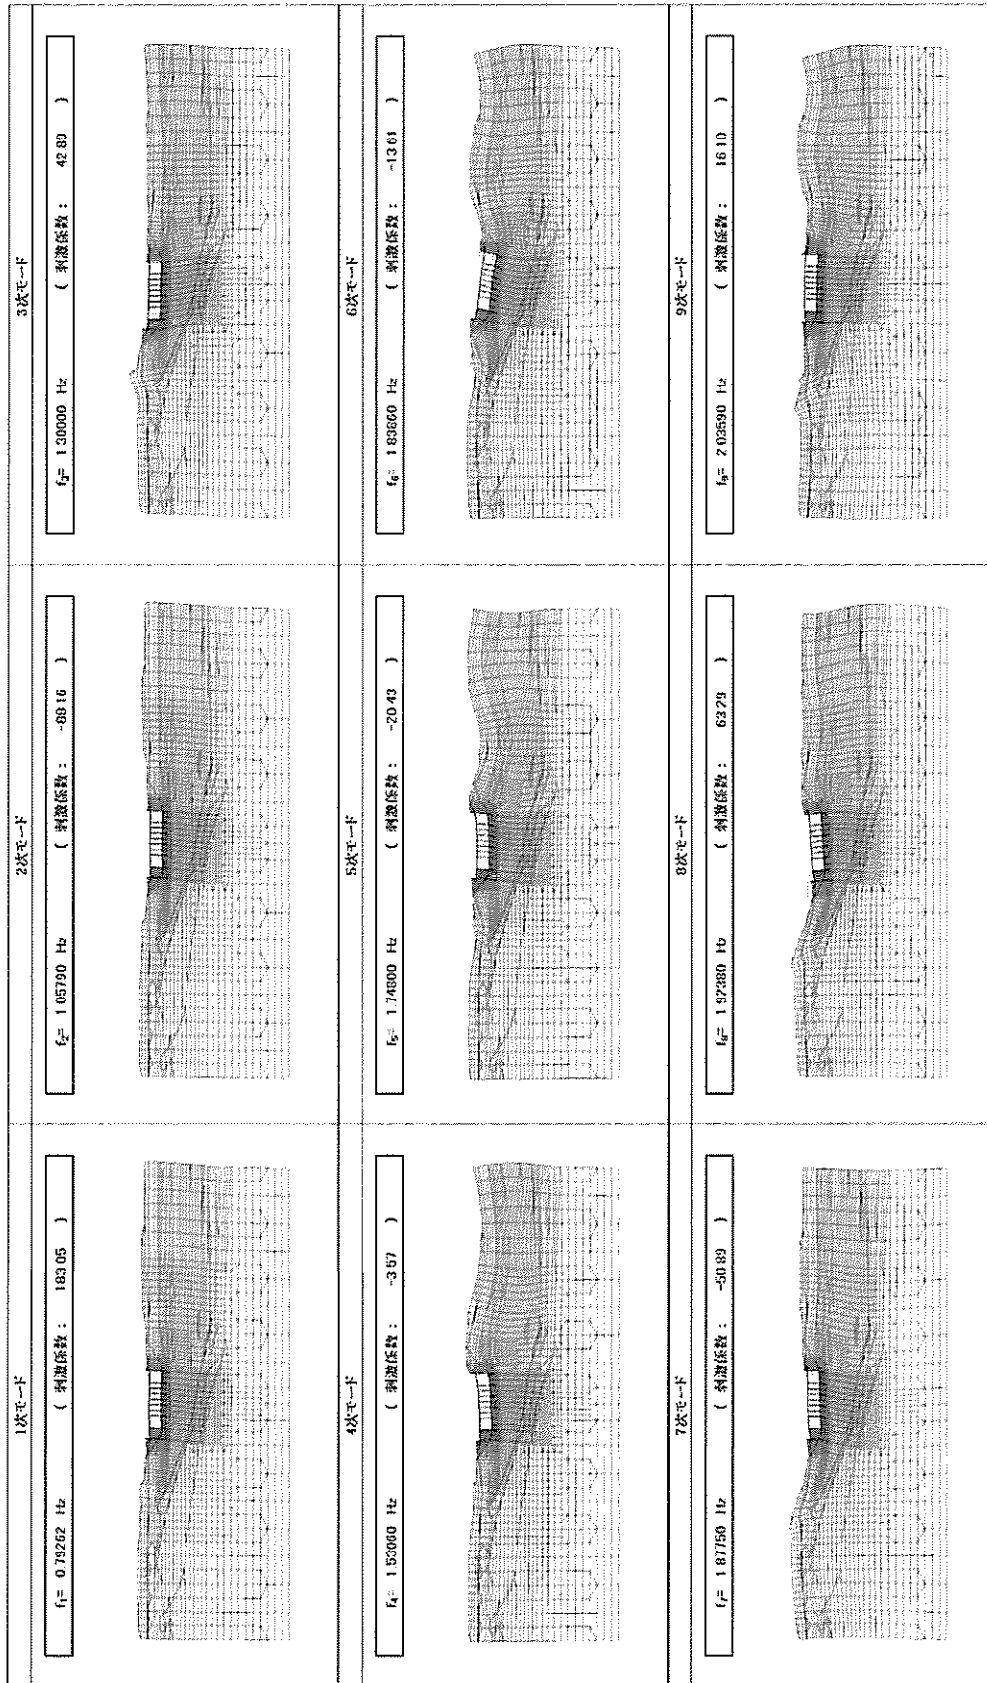 1次モード
2次モード
3次モード
f₁= 0.79262 Hz ( 刺激係数 : 183.05 )
f₂= 1.05790 Hz ( 刺激係数 : -88.16 )
f₃= 1.30000 Hz ( 刺激係数 : 42.80 )
4次モード
5次モード
6次モード
f₄= 1.53060 Hz ( 刺激係数 : -3.57 )
f₅= 1.74800 Hz ( 刺激係数 : -20.43 )
f₆= 1.83860 Hz ( 刺激係数 : -13.61 )
7次モード
8次モード
9次モード
f₇= 1.87750 Hz ( 刺激係数 : -50.89 )
f₈= 1.92380 Hz ( 刺激係数 : 63.29 )
f₉= 2.03590 Hz ( 刺激係数 : 16.10 )